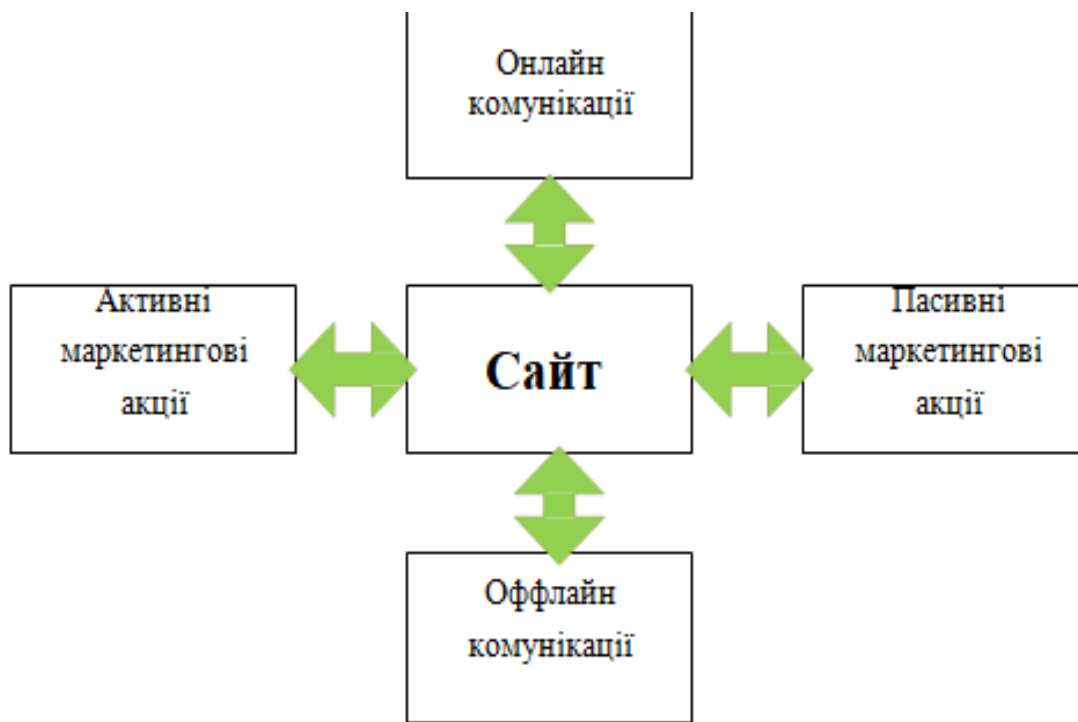 Онлайн
комунікації
Активні
маркетингові
акції
Сайт
Пасивні
маркетингові
акції
Оффлайн
комунікації